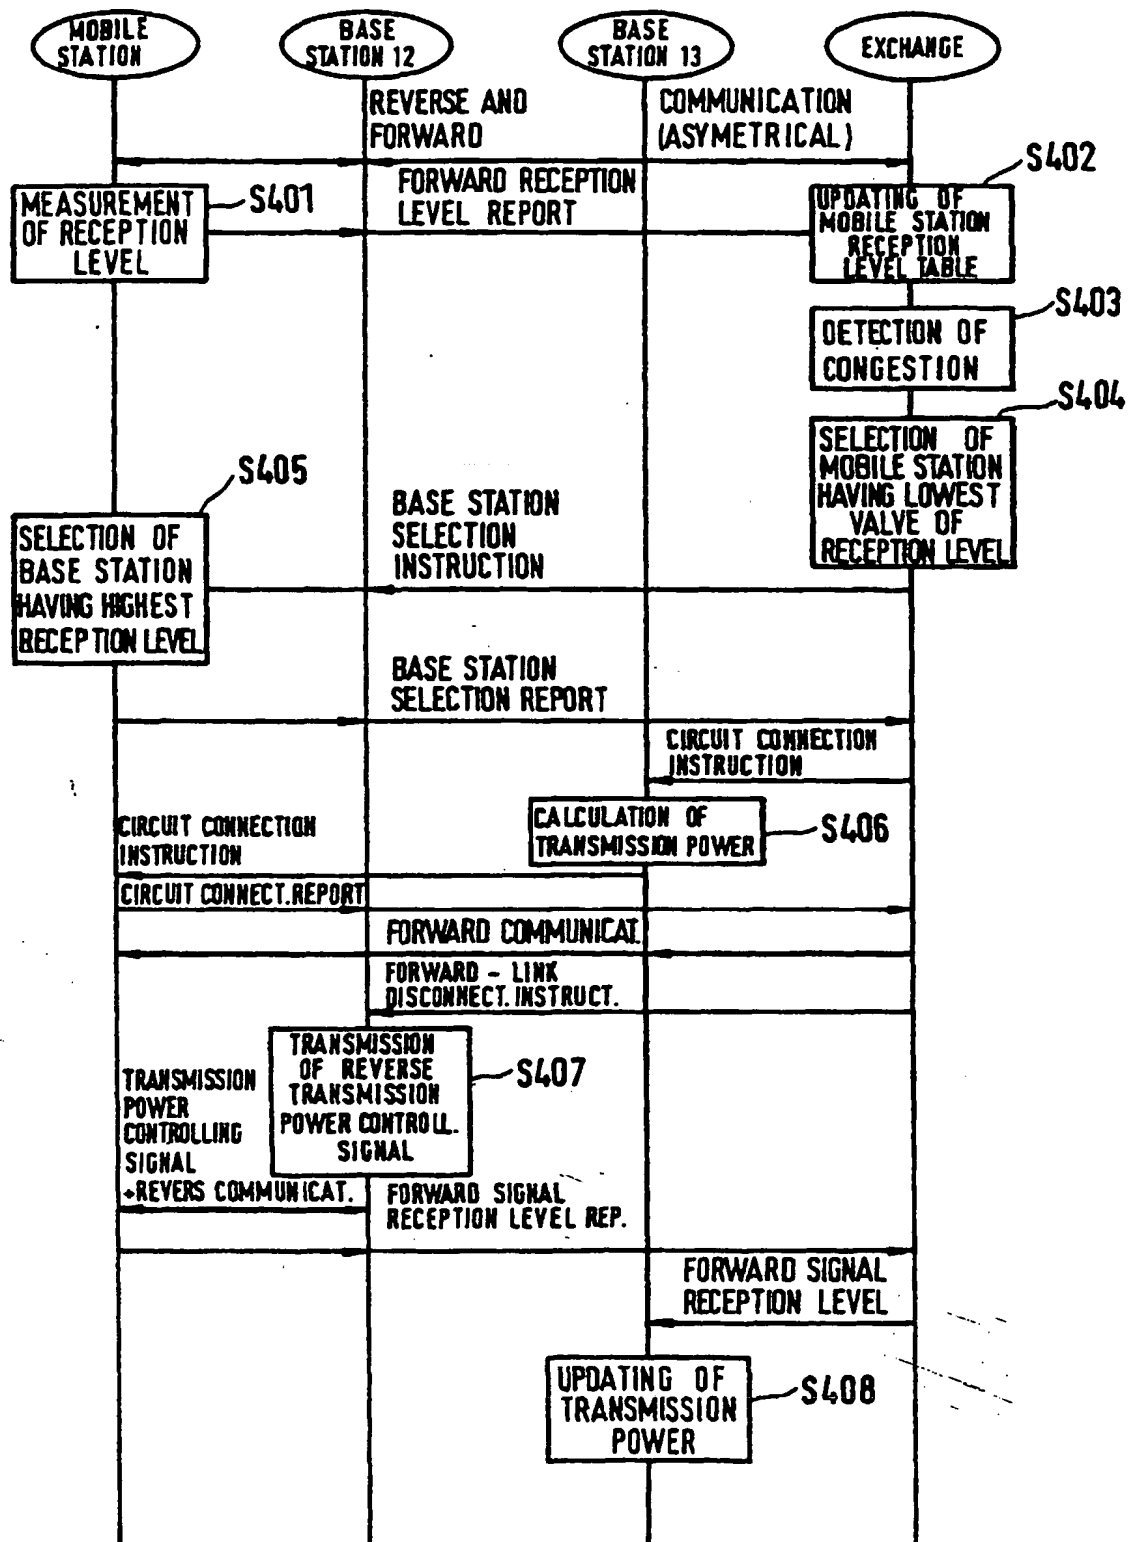 MOBILE
STATION
BASE
STATION 12
BASE
STATION 13
EXCHANGE
REVERSE AND
FORWARD
COMMUNICATION
(ASYMETRICAL)
S402
FORWARD RECEPTION
LEVEL REPORT
MEASUREMENT
OF RECEPTION
LEVEL
S401
UPDATING OF
MOBILE STATION
RECEPTION
LEVEL TABLE
S403
DETECTION OF
CONGESTION
S404
SELECTION OF
MOBILE STATION
HAVING LOWEST
VALVE OF
RECEPTION LEVEL
S405
SELECTION OF
BASE STATION
HAVING HIGHEST
RECEPTION LEVEL
BASE STATION
SELECTION
INSTRUCTION
BASE STATION
SELECTION REPORT
CIRCUIT CONNECTION
INSTRUCTION
CALCULATION OF
TRANSMISSION POWER
S406
CIRCUIT CONNECTION
INSTRUCTION
CIRCUIT CONNECT.REPORT
FORWARD COMMUNICAT.
FORWARD - LINK
DISCONNECT. INSTRUCT.
TRANSMISSION
OF REVERSE
TRANSMISSION
POWER CONTROLL.
SIGNAL
S407
TRANSMISSION
POWER
CONTROLLING
SIGNAL
+REVERS COMMUNICAT.
FORWARD SIGNAL
RECEPTION LEVEL REP.
FORWARD SIGNAL
RECEPTION LEVEL
UPDATING OF
TRANSMISSION
POWER
S408